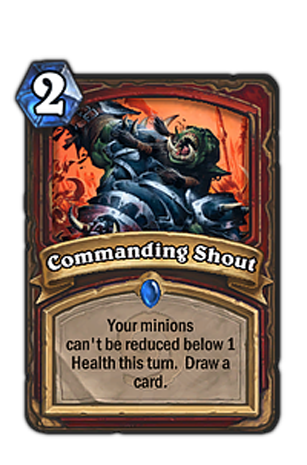 2
Commanding Shout
Your minions
can't be reduced below 1
Health this turn. Draw a
card.